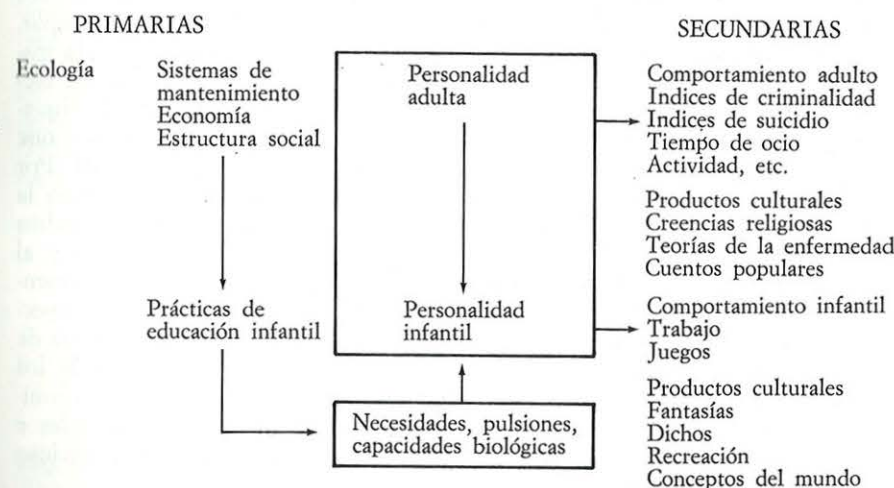 PRIMARIAS
SECUNDARIAS
Ecología
Sistemas de
mantenimiento
Economía
Estructura social
Prácticas de
educación infantil
Personalidad
adulta
Personalidad
infantil
Necesidades, pulsiones,
capacidades biológicas
Comportamiento adulto
Indices de criminalidad
Indices de suicidio
Tiempo de ocio
Actividad, etc.
Productos culturales
Creencias religiosas
Teorías de la enfermedad
Cuentos populares
Comportamiento infantil
Trabajo
Juegos
Productos culturales
Fantasías
Dichos
Recreación
Conceptos del mundo